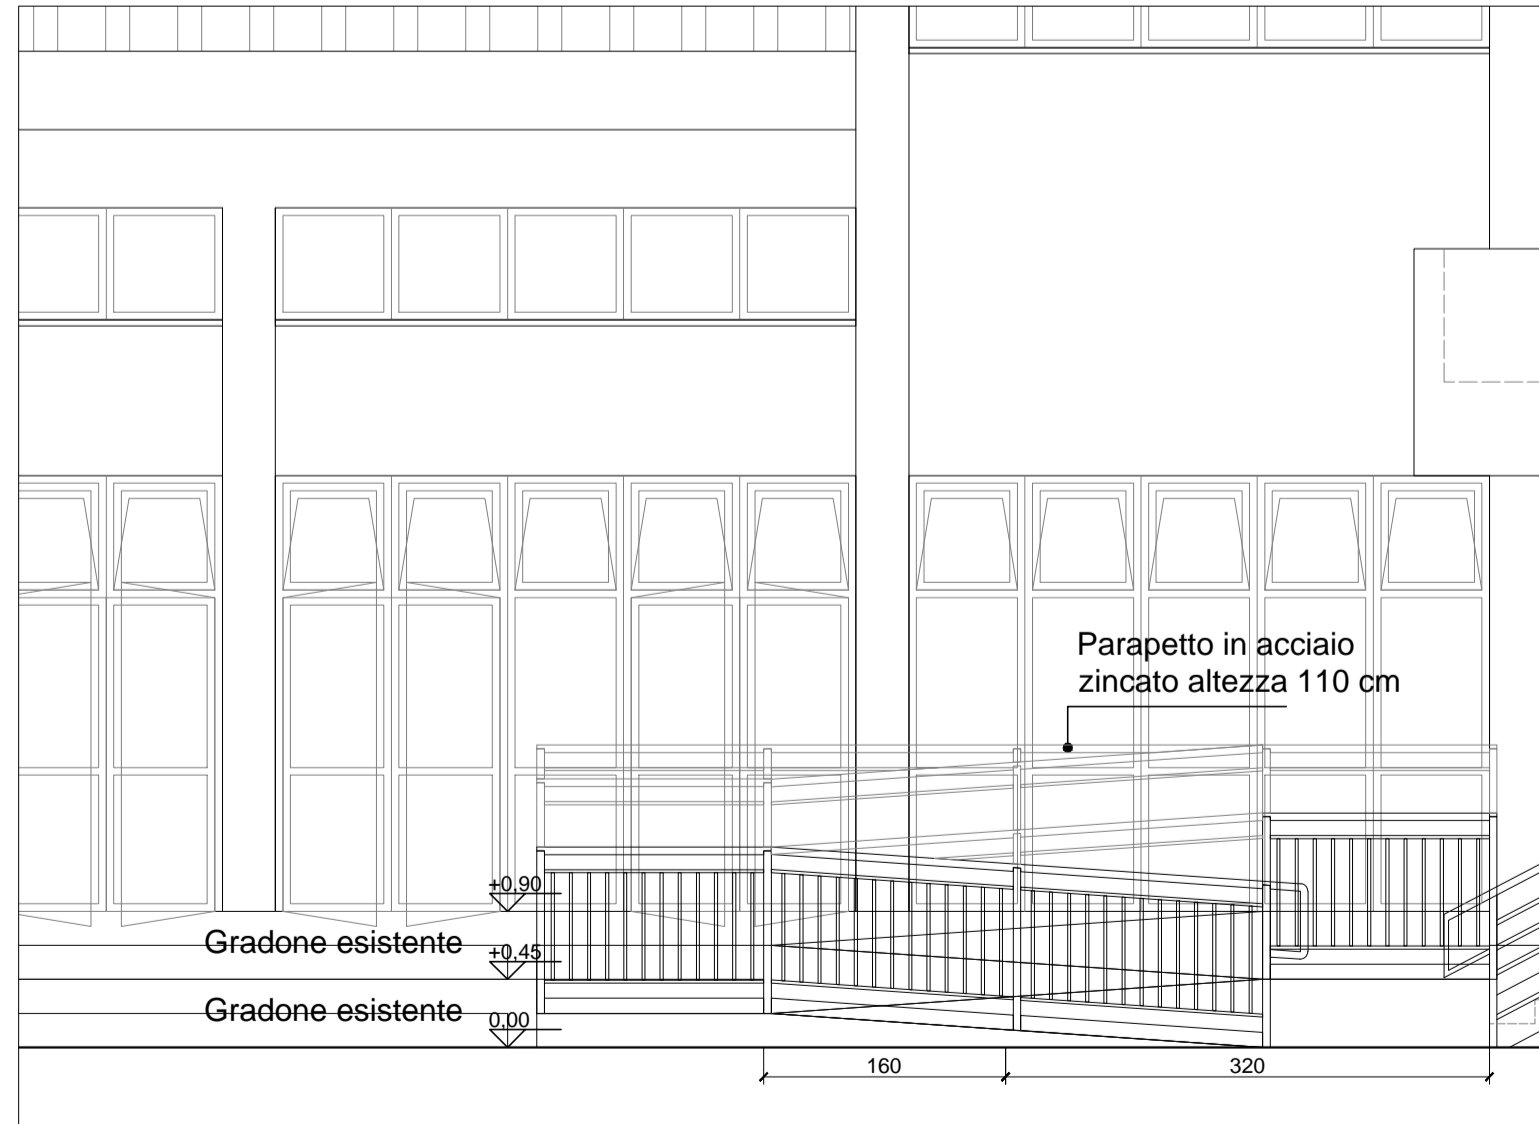 Parapetto in acciaio
zincato altezza 110 cm
+0,90
Gradone esistente
+0,45
Gradone esistente
0,00
160
320